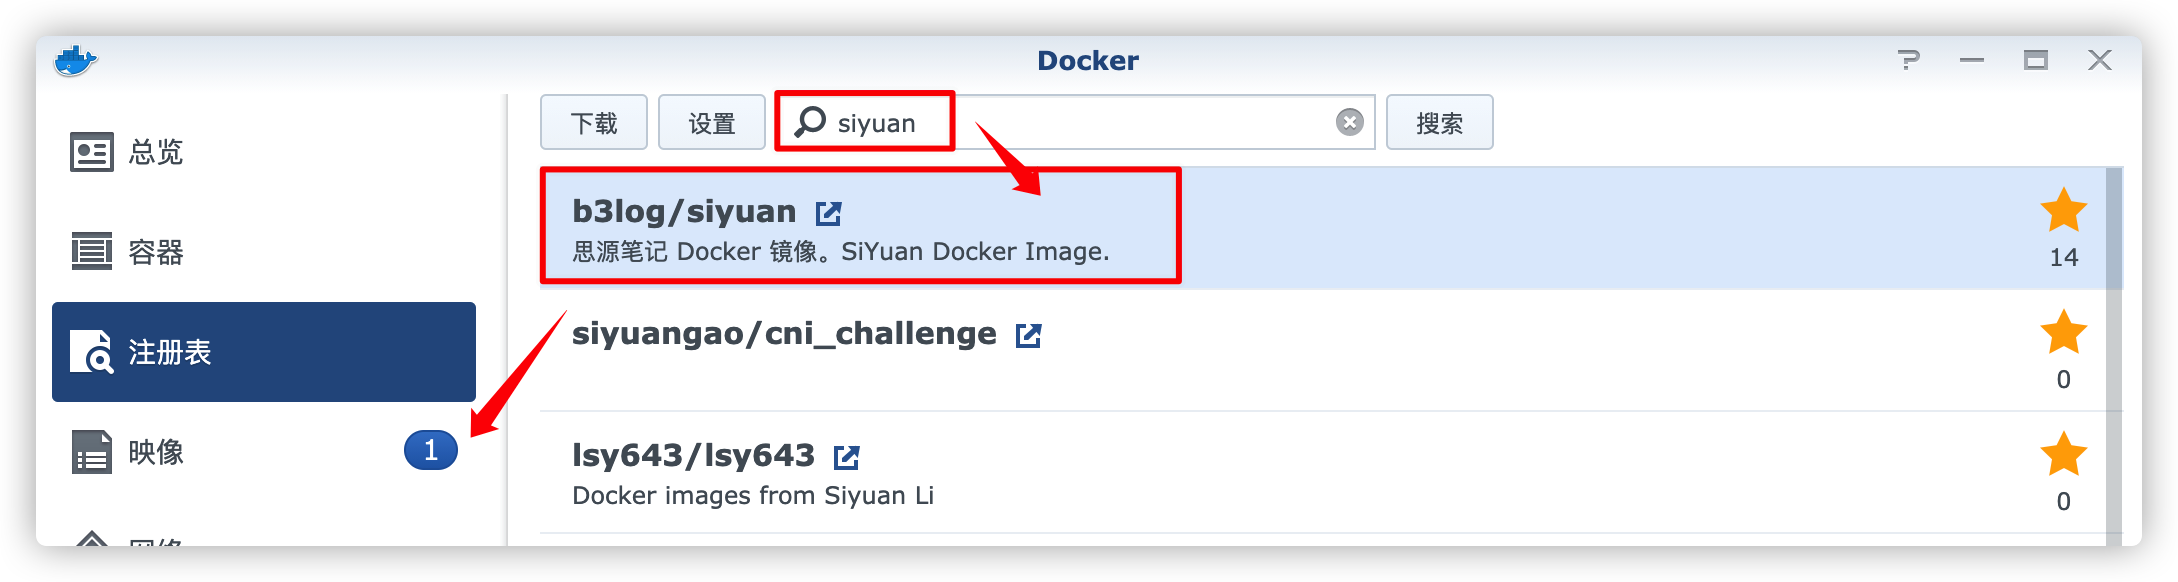 Docker
总览
容器
注册表
映像
1
网络
下载
设置
siyuan
搜索
b3log/siyuan
思源笔记 Docker 镜像。SiYuan Docker Image.
14
siyuangao/cni_challenge
0
lsy643/lsy643
Docker images from Siyuan Li
0